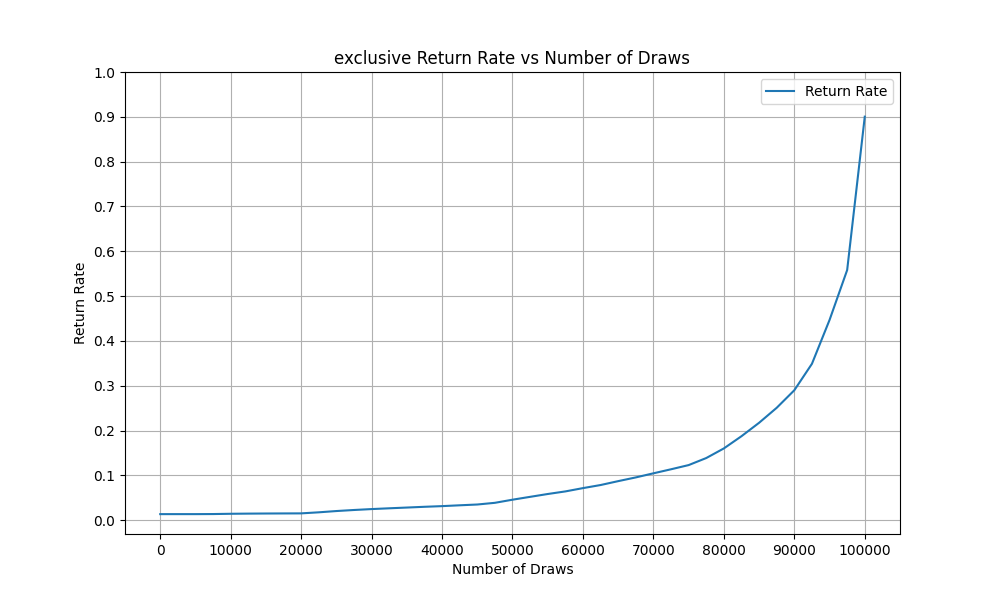 exclusive Return Rate vs Number of Draws
Return Rate
1.0
0.9
0.8
0.7
0.6
0.5
0.4
0.3
0.2
0.1
0.0
Return Rate
0 10000 20000 30000 40000 50000 60000 70000 80000 90000 100000
Number of Draws